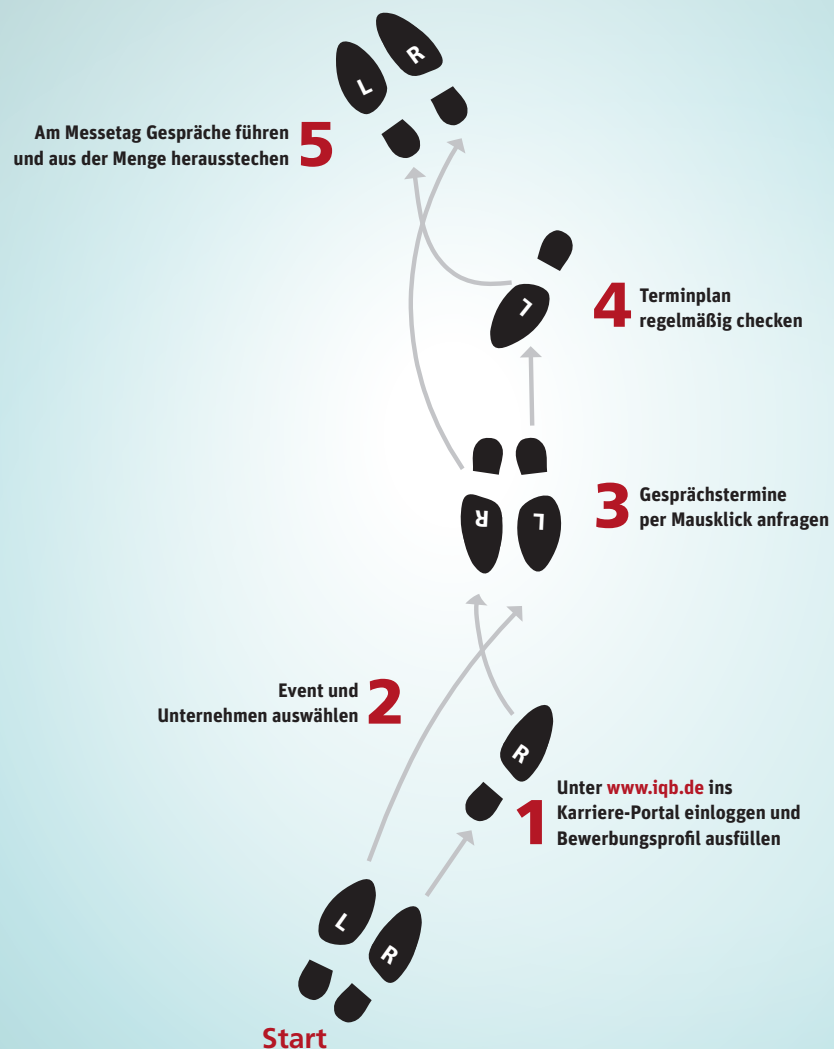 L R
Am Messetag Gespräche führen
und aus der Menge herausstechen
5
L
4
Terminplan
regelmäßig checken
R L
3
Gesprächstermine
per Mausklick anfragen
Event und
Unternehmen auswählen
2
R
1
Unter www.iqb.de ins
Karriere-Portal einloggen und
Bewerbungsprofil ausfüllen
L R
Start